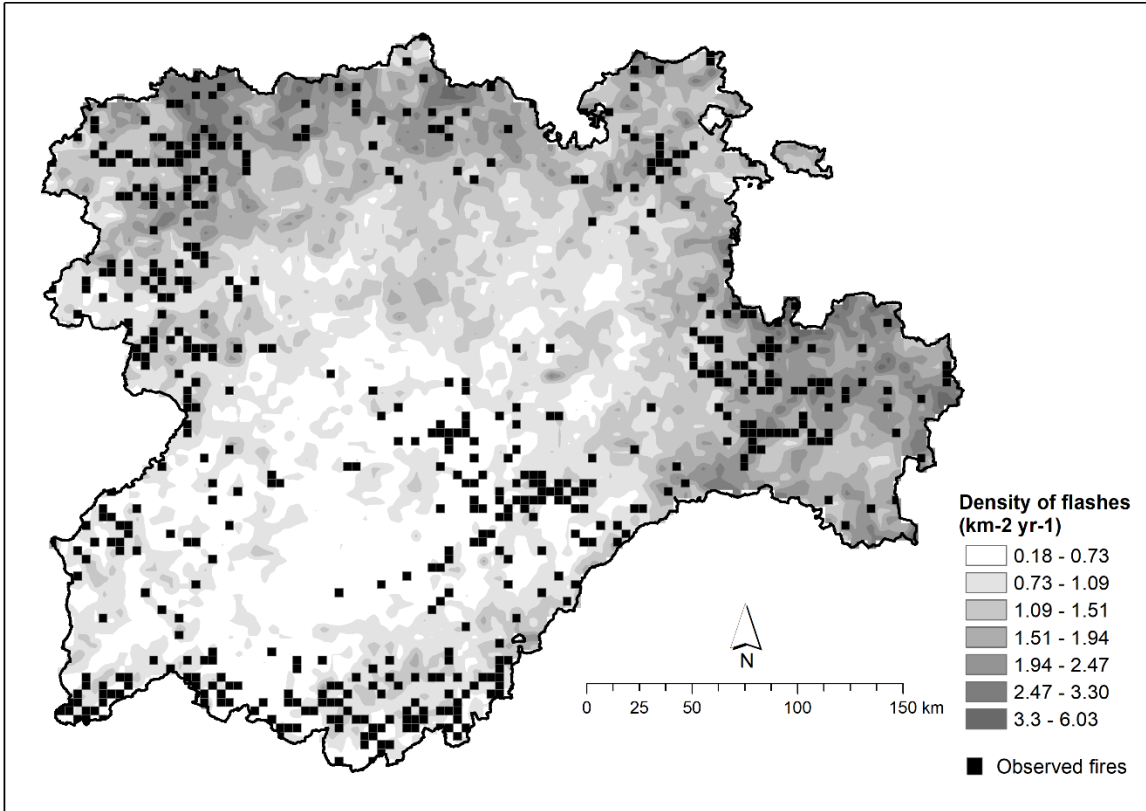 Density of flashes
(km-2 yr-1)
0.18 - 0.73
0.73 - 1.09
1.09 - 1.51
1.51 - 1.94
1.94 - 2.47
2.47 - 3.30
3.3 - 6.03
Observed fires
N
0 25 50 100 150 km